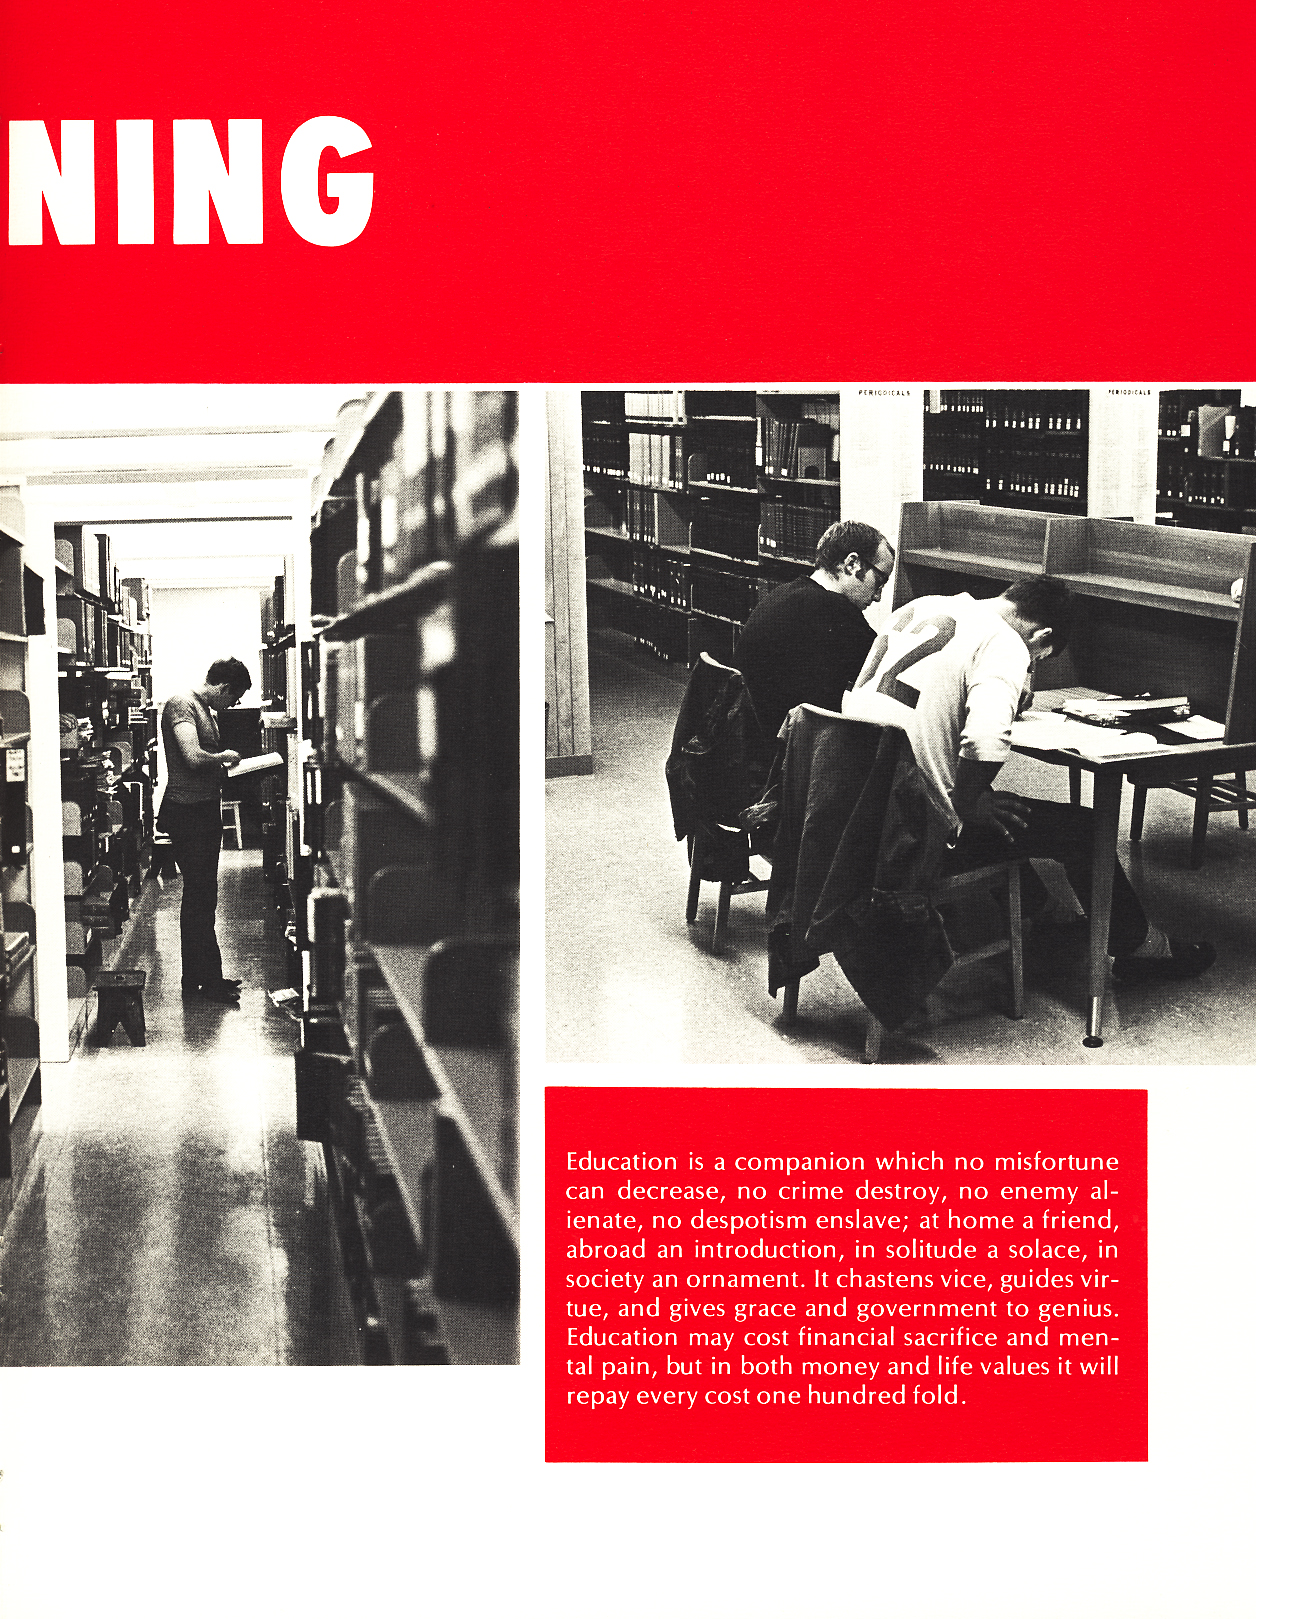 NING
PERIODICALS
PERIODICALS
12
Education is a companion which no misfortune
can decrease, no crime destroy, no enemy al-
ienate, no despotism enslave; at home a friend,
abroad an introduction, in solitude a solace, in
society an ornament. It chastens vice, guides vir-
tue, and gives grace and government to genius.
Education may cost financial sacrifice and men-
tal pain, but in both money and life values it will
repay every cost one hundred fold.